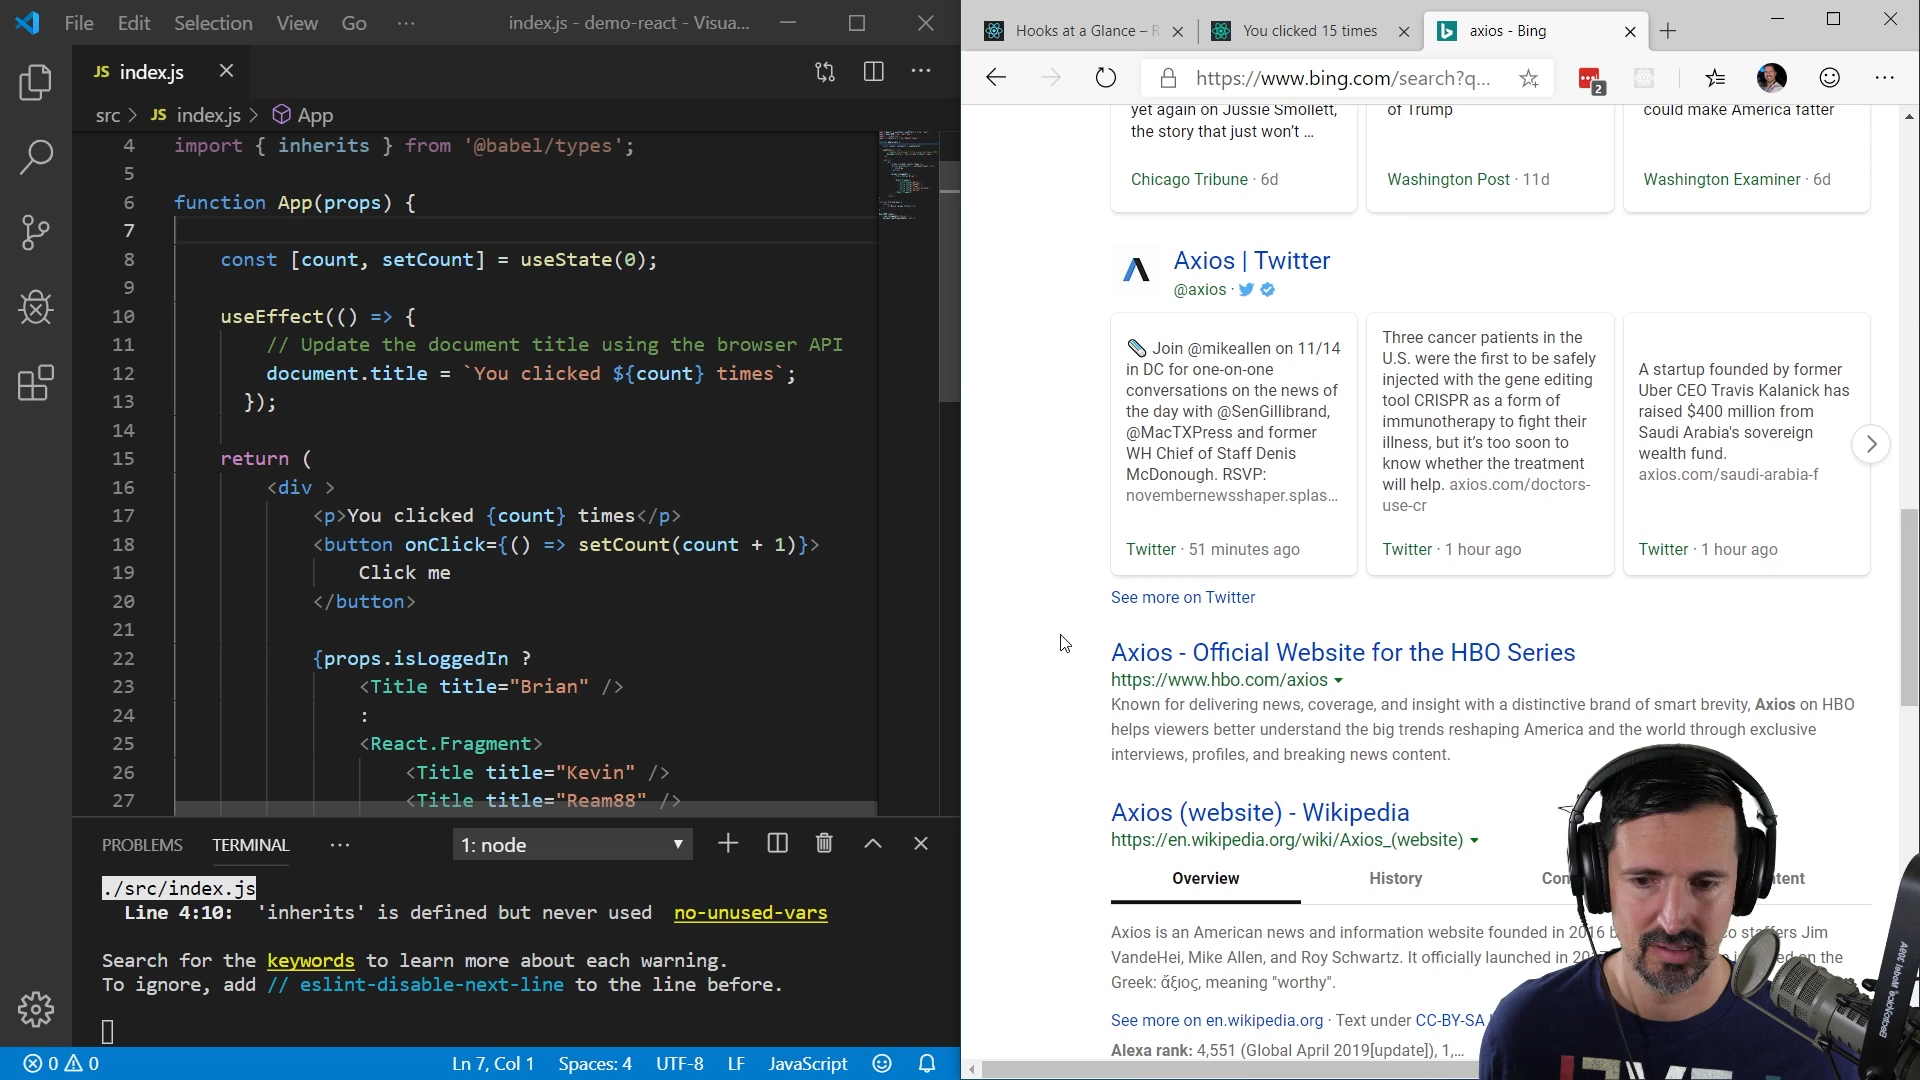 File Edit Selection View Go ··· index.js - demo-react - Visua...
JS index.js
src > JS index.js > App
4 import { inherits } from '@babel/types';
5
6 function App(props) {
7
8 const [count, setCount] = useState(0);
9
10 useEffect(() => {
11 // Update the document title using the browser API
12 document.title = `You clicked ${count} times`;
13 });
14
15 return (
16 <div >
17 <p>You clicked {count} times</p>
18 <button onClick={() => setCount(count + 1)}>
19 Click me
20 </button>
21
22 {props.isLoggedIn ?
23 <Title title="Brian" />
24 :
25 <React.Fragment>
26 <Title title="Kevin" />
27 <Title title="Ream88" />
PROBLEMS TERMINAL ··· 1: node
./src/index.js
Line 4:10: 'inherits' is defined but never used no-unused-vars
Search for the keywords to learn more about each warning.
To ignore, add // eslint-disable-next-line to the line before.
0 0 Ln 7, Col 1 Spaces: 4 UTF-8 LF JavaScript
Hooks at a Glance – R You clicked 15 times axios - Bing
https://www.bing.com/search?q... 2
yet again on Jussie Smollett,
the story that just won't ...
Chicago Tribune · 6d
of Trump
Washington Post · 11d
could make America fatter
Washington Examiner · 6d
Axios | Twitter
@axios ·
Join @mikeallen on 11/14
in DC for one-on-one
conversations on the news of
the day with @SenGillibrand,
@MacTXPress and former
WH Chief of Staff Denis
McDonough. RSVP:
novembernewsshaper.splas...
Twitter · 51 minutes ago
Three cancer patients in the
U.S. were the first to be safely
injected with the gene editing
tool CRISPR as a form of
immunotherapy to fight their
illness, but it's too soon to
know whether the treatment
will help. axios.com/doctors-
use-cr
Twitter · 1 hour ago
A startup founded by former
Uber CEO Travis Kalanick has
raised $400 million from
Saudi Arabia's sovereign
wealth fund.
axios.com/saudi-arabia-f
Twitter · 1 hour ago
See more on Twitter
Axios - Official Website for the HBO Series
https://www.hbo.com/axios
Known for delivering news, coverage, and insight with a distinctive brand of smart brevity, Axios on HBO
helps viewers better understand the big trends reshaping America and the world through exclusive
interviews, profiles, and breaking news content.
Axios (website) - Wikipedia
https://en.wikipedia.org/wiki/Axios_(website)
Overview History Con tent
Axios is an American news and information website founded in 2016 b co staffers Jim
VandeHei, Mike Allen, and Roy Schwartz. It officially launched in 20 ed on the
Greek: ἄξιος, meaning "worthy".
See more on en.wikipedia.org · Text under CC-BY-SA
Alexa rank: 4,551 (Global April 2019[update]), 1,...